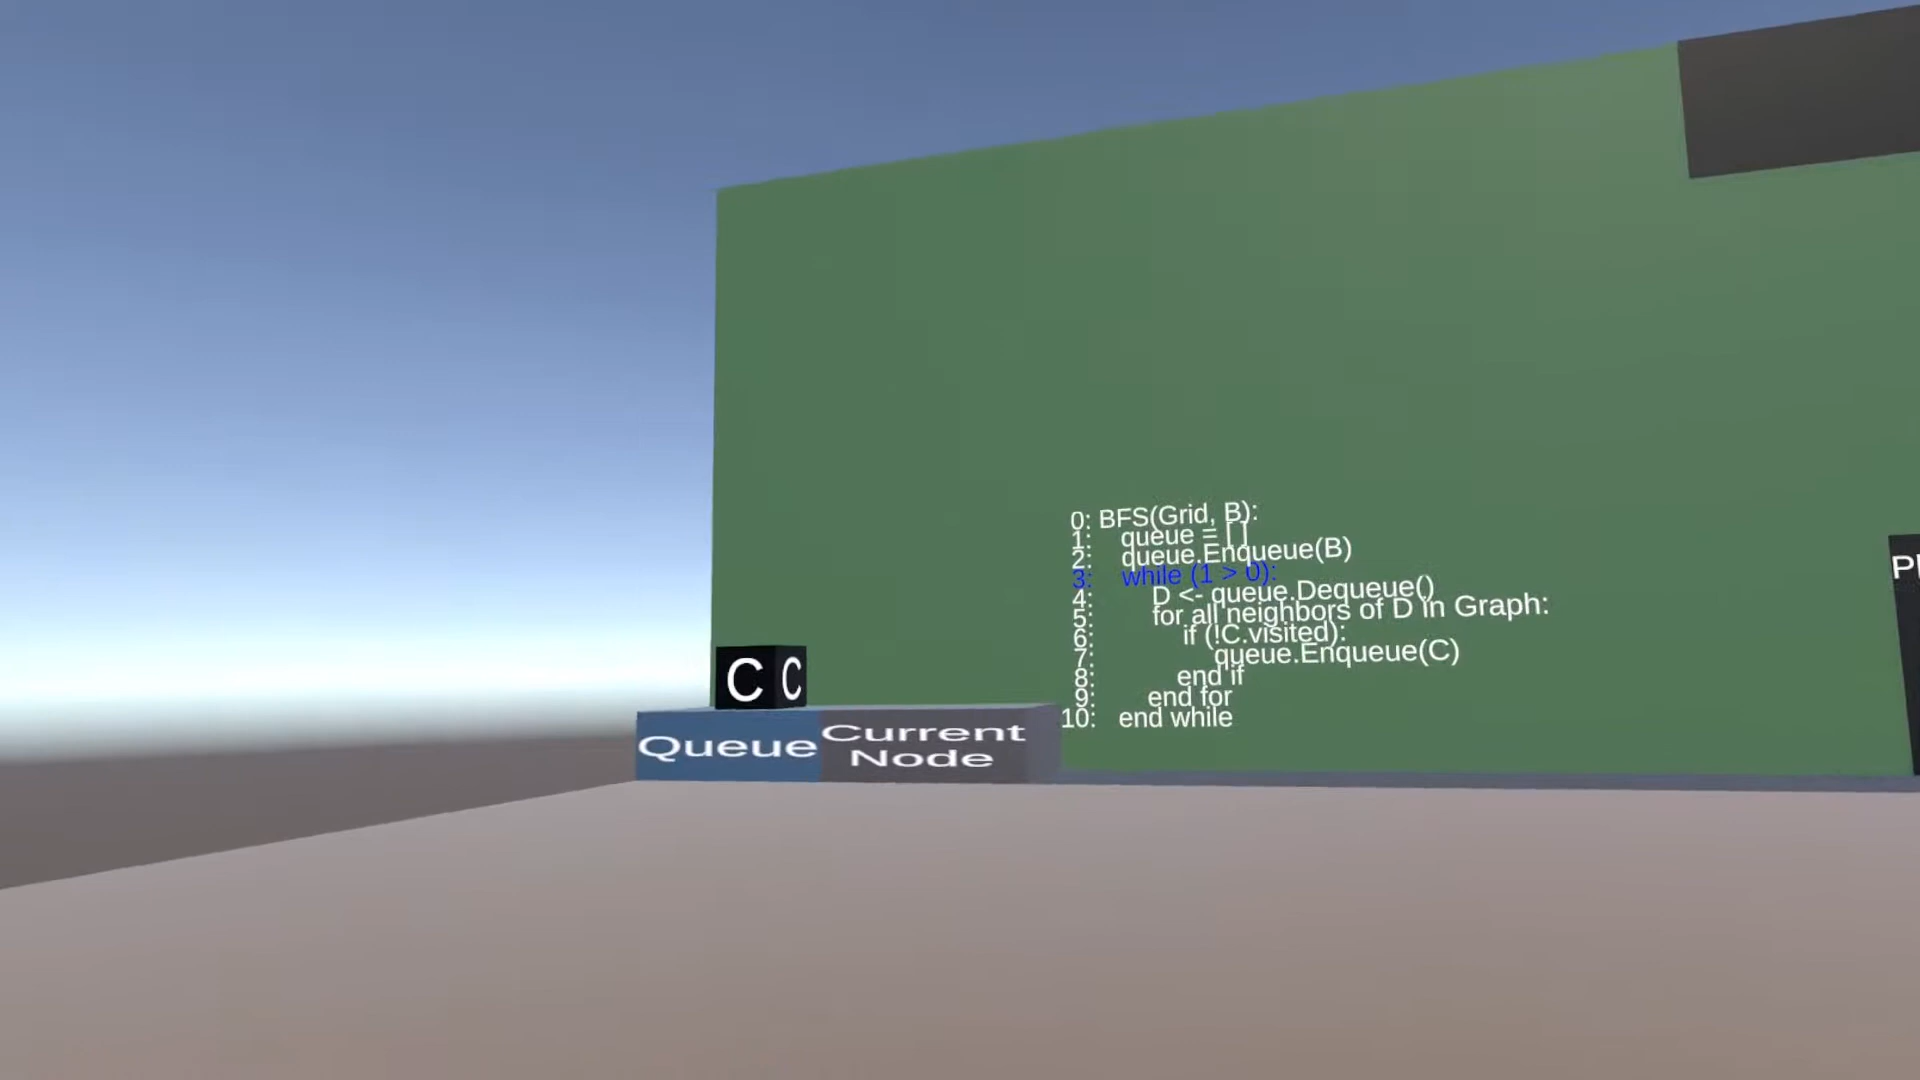 0: BFS(Grid, B):
1: queue = [ ]
2: queue.Enqueue(B)
3: while (1 > 0):
4: D <- queue.Dequeue()
5: for all neighbors of D in Graph:
6: if (!C.visited):
7: queue.Enqueue(C)
8: end if
9: end for
10: end while
C C
Queue
Current
Node